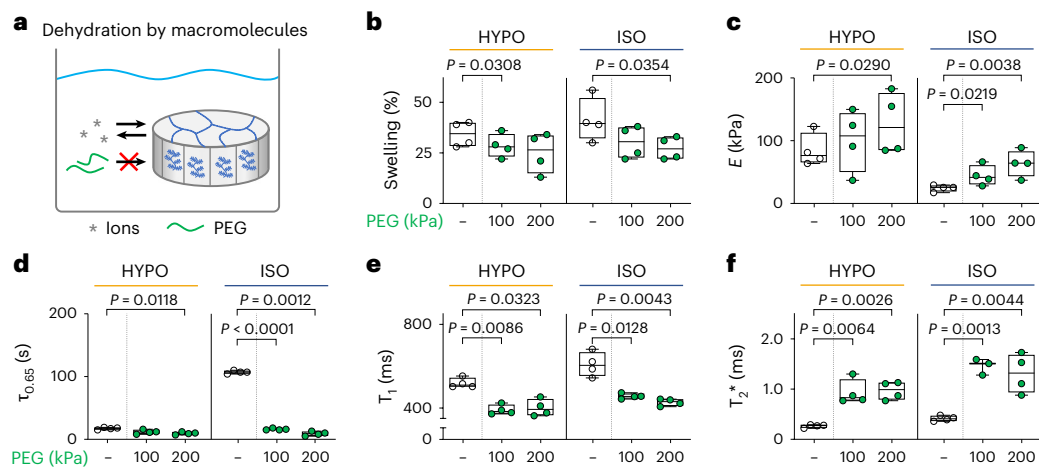 a
Dehydration by macromolecules
*
*
*
* Ions
PEG
b
HYPO
ISO
P = 0.0308
P = 0.0354
Swelling (%)
50
25
0
PEG (kPa)
–
100
200
–
100
200
c
HYPO
ISO
P = 0.0290
P = 0.0038
P = 0.0219
E (kPa)
200
100
0
–
100
200
–
100
200
d
HYPO
ISO
P = 0.0118
P = 0.0012
P < 0.0001
τ0.65 (s)
200
100
0
PEG (kPa)
–
100
200
–
100
200
e
HYPO
ISO
P = 0.0323
P = 0.0043
P = 0.0086
P = 0.0128
T1 (ms)
800
400
0
–
100
200
–
100
200
f
HYPO
ISO
P = 0.0026
P = 0.0044
P = 0.0064
P = 0.0013
T2* (ms)
2.0
1.0
0
–
100
200
–
100
200